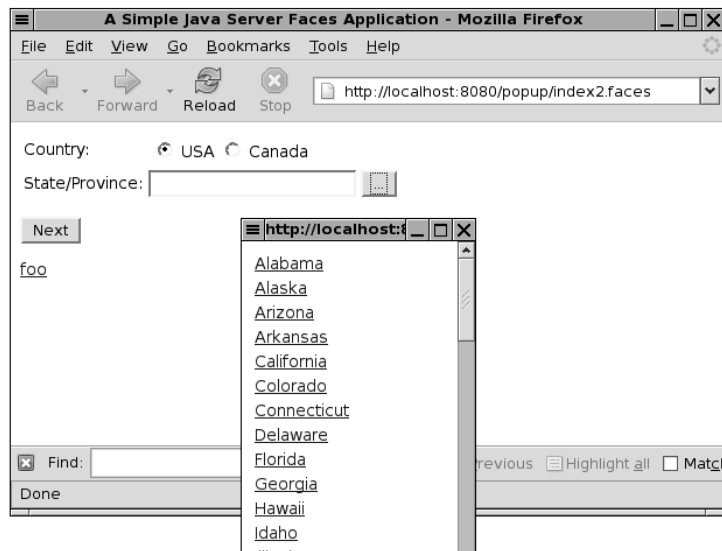 A Simple Java Server Faces Application - Mozilla Firefox
File Edit View Go Bookmarks Tools Help
Back Forward Reload Stop http://localhost:8080/popup/index2.faces
Country: USA Canada
State/Province: ...
Next
foo
http://localhost:8
Alabama
Alaska
Arizona
Arkansas
California
Colorado
Connecticut
Delaware
Florida
Georgia
Hawaii
Idaho
Find: revious Highlight all Matc
Done